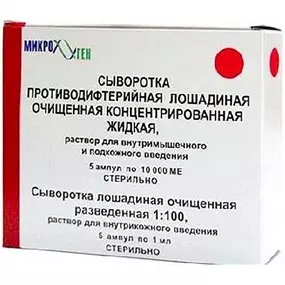 МИКРОГЕН
СЫВОРОТКА
ПРОТИВОДИФТЕРИЙНАЯ ЛОШАДИНАЯ
ОЧИЩЕННАЯ КОНЦЕНТРИРОВАННАЯ
ЖИДКАЯ,
раствор для внутримышечного
и подкожного введения
5 ампул по 10 000 МЕ
СТЕРИЛЬНО
Сыворотка лошадиная очищенная
разведенная 1:100,
раствор для внутрикожного введения
5 ампул по 1 мл
СТЕРИЛЬНО